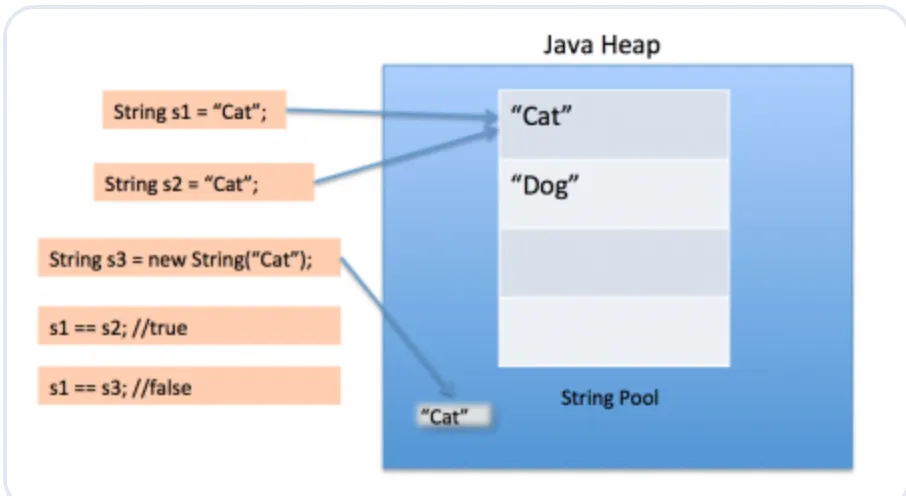 Java Heap
String s1 = “Cat”;
“Cat”
String s2 = “Cat”;
“Dog”
String s3 = new String(“Cat”);
s1 == s2; //true
s1 == s3; //false
String Pool
“Cat”